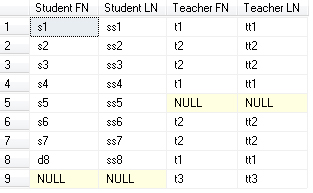 Student FN Student LN Teacher FN Teacher LN
1 s1 ss1 t1 tt1
2 s2 ss2 t2 tt2
3 s3 ss3 t2 tt2
4 s4 ss4 t1 tt1
5 s5 ss5 NULL NULL
6 s6 ss6 t2 tt2
7 s7 ss7 t2 tt2
8 d8 ss8 t1 tt1
9 NULL NULL t3 tt3